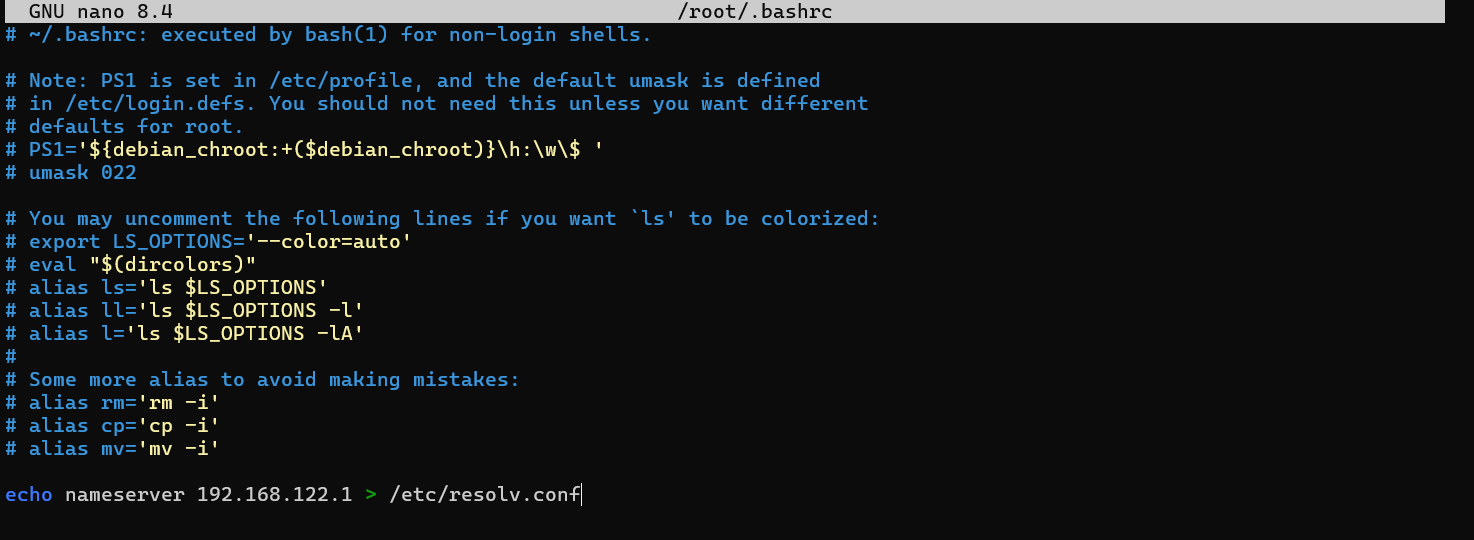 GNU nano 8.4 /root/.bashrc
# ~/.bashrc: executed by bash(1) for non-login shells.
# Note: PS1 is set in /etc/profile, and the default umask is defined
# in /etc/login.defs. You should not need this unless you want different
# defaults for root.
# PS1='${debian_chroot:+($debian_chroot)}\h:\w\$ '
# umask 022
# You may uncomment the following lines if you want `ls' to be colorized:
# export LS_OPTIONS='--color=auto'
# eval "$(dircolors)"
# alias ls='ls $LS_OPTIONS'
# alias ll='ls $LS_OPTIONS -l'
# alias l='ls $LS_OPTIONS -lA'
#
# Some more alias to avoid making mistakes:
# alias rm='rm -i'
# alias cp='cp -i'
# alias mv='mv -i'
echo nameserver 192.168.122.1 > /etc/resolv.conf